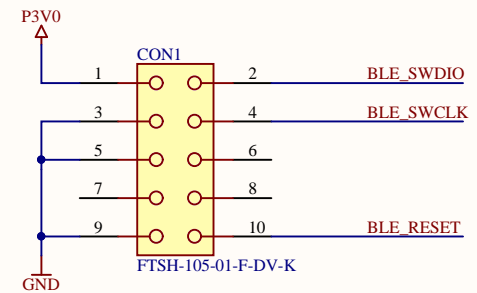 P3V0
CON1
1 2 BLE_SWDIO
3 4 BLE_SWCLK
5 6
7 8
9 10 BLE_RESET
FTSH-105-01-F-DV-K
GND